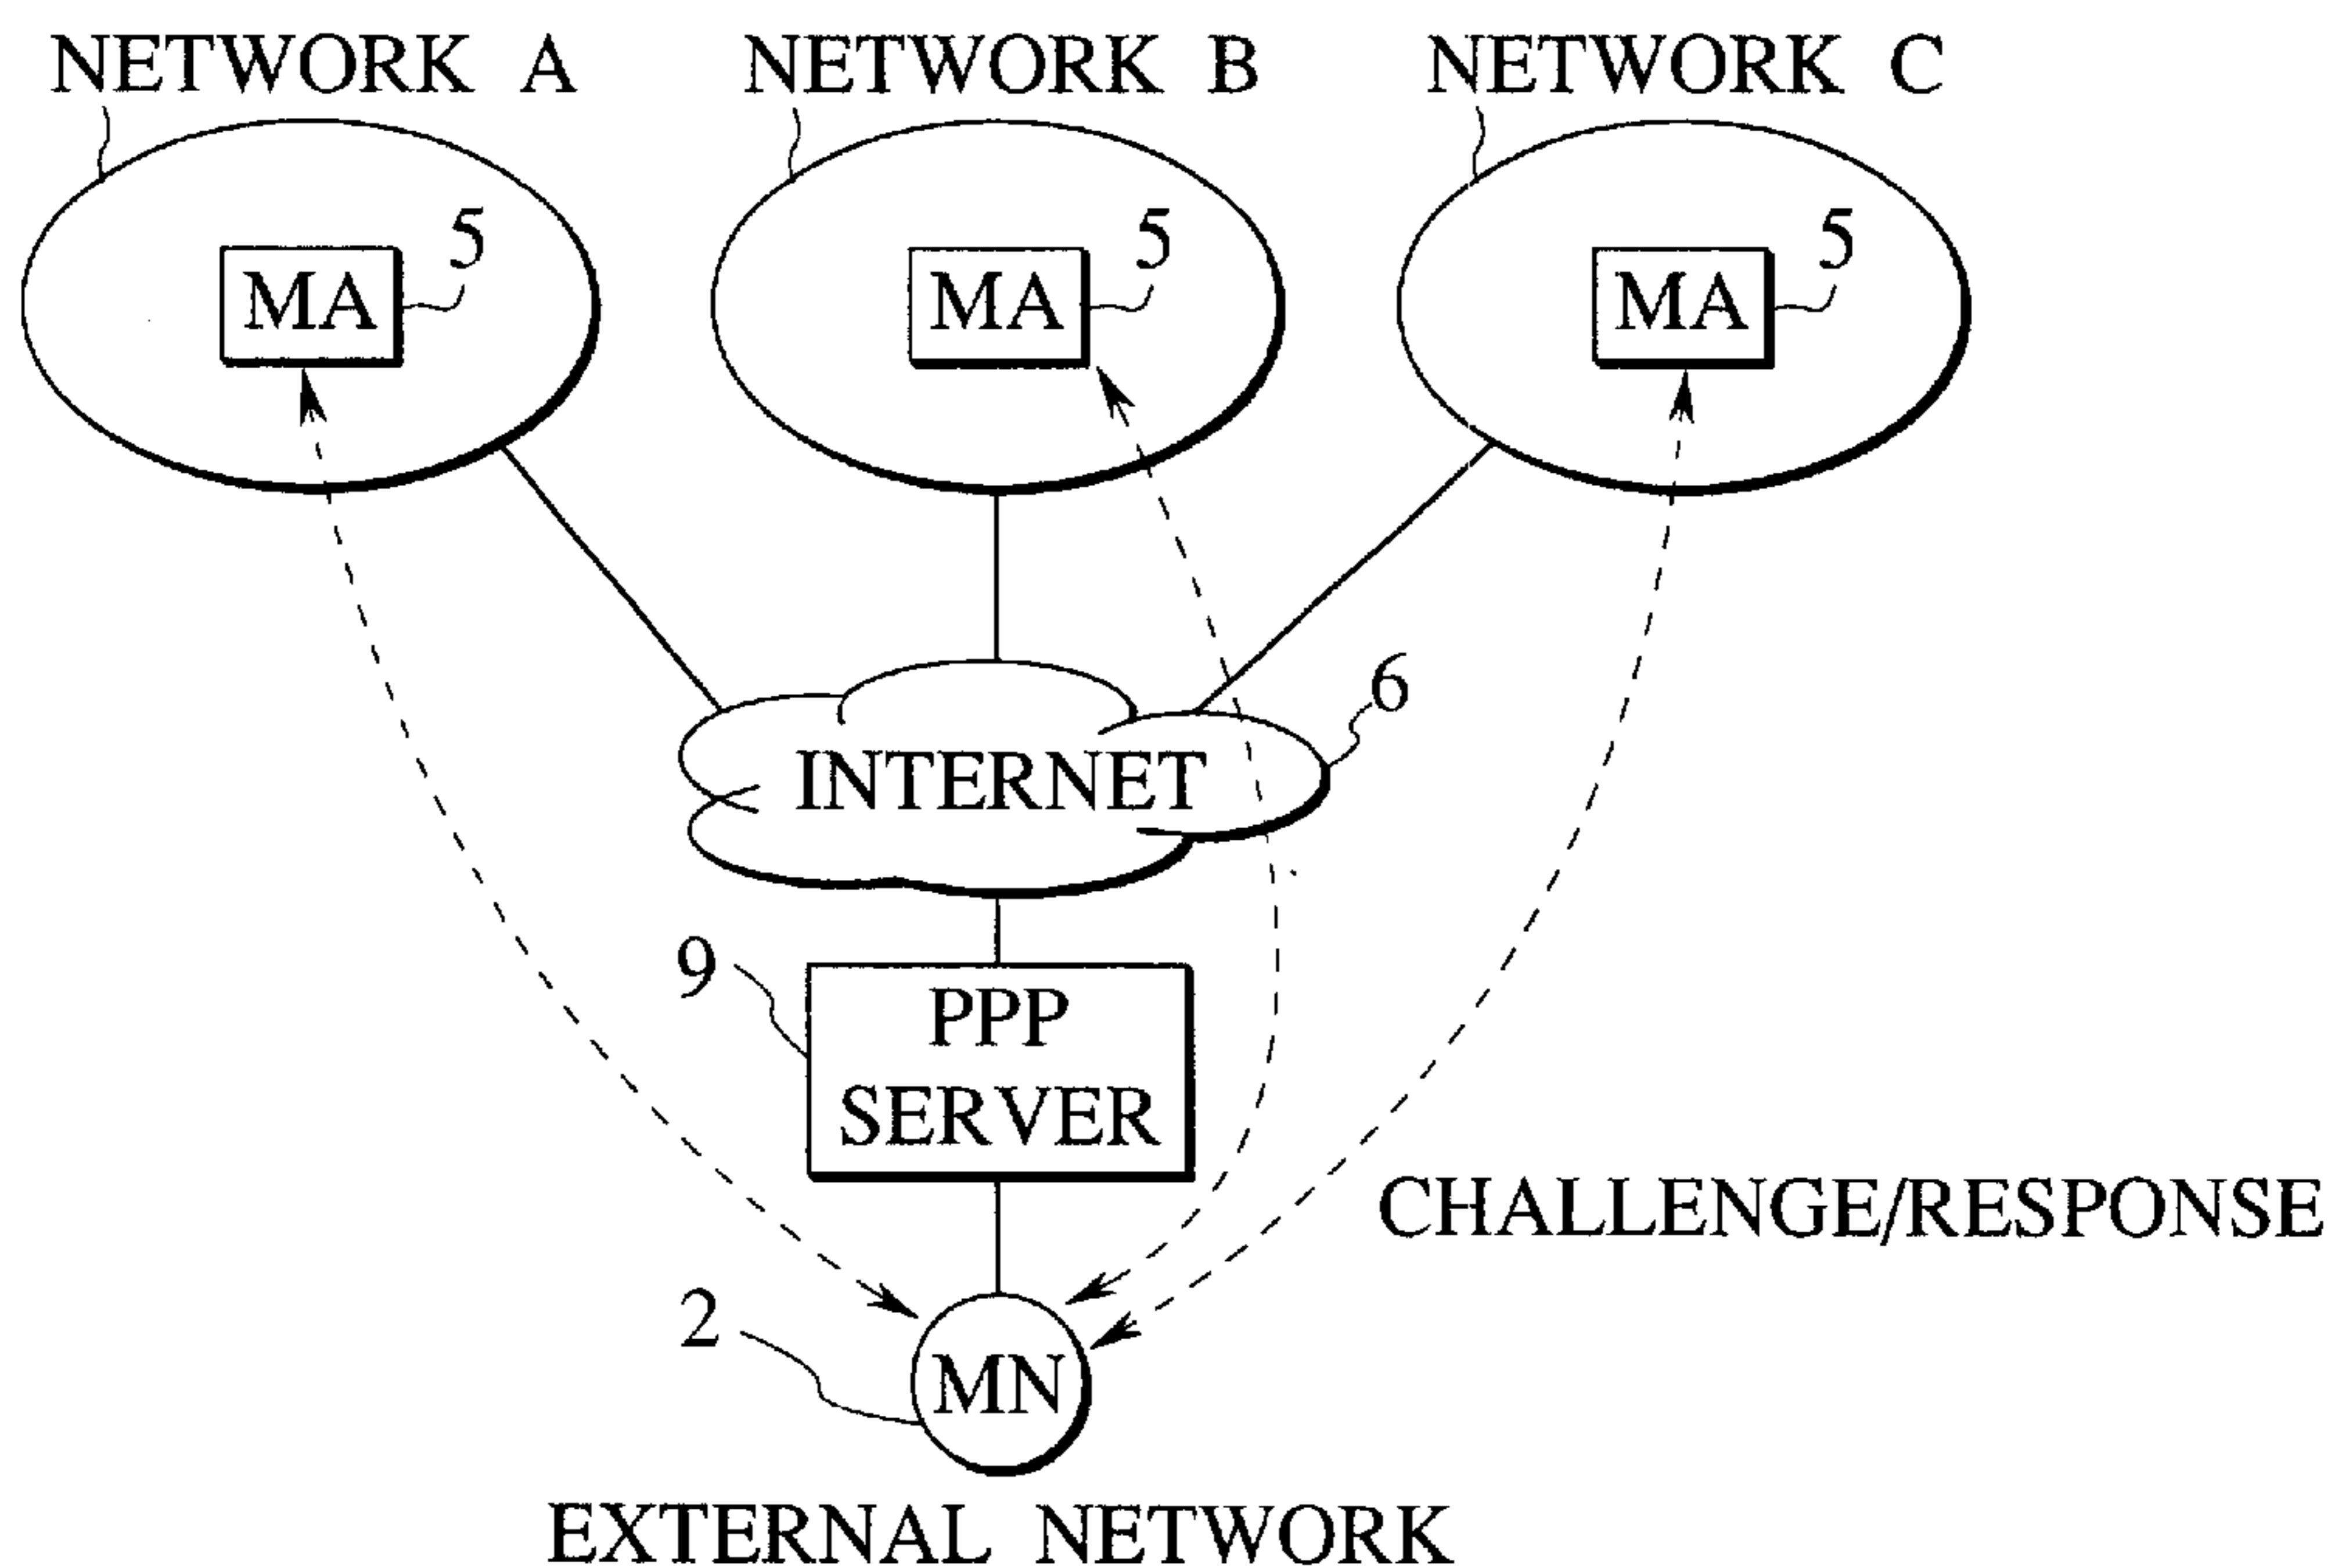 NETWORK A
NETWORK B
NETWORK C
5
5
5
MA
MA
MA
6
INTERNET
9
PPP
SERVER
CHALLENGE/RESPONSE
2
MN
EXTERNAL NETWORK